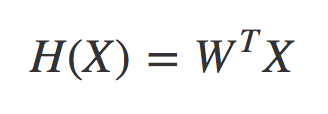 H(X) = W^T X